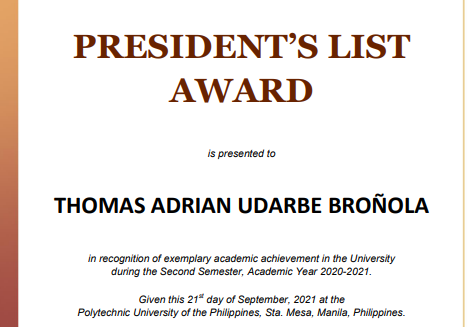 PRESIDENT’S LIST
AWARD
is presented to
THOMAS ADRIAN UDARBE BROÑOLA
in recognition of exemplary academic achievement in the University
during the Second Semester, Academic Year 2020-2021.
Given this 21st day of September, 2021 at the
Polytechnic University of the Philippines, Sta. Mesa, Manila, Philippines.